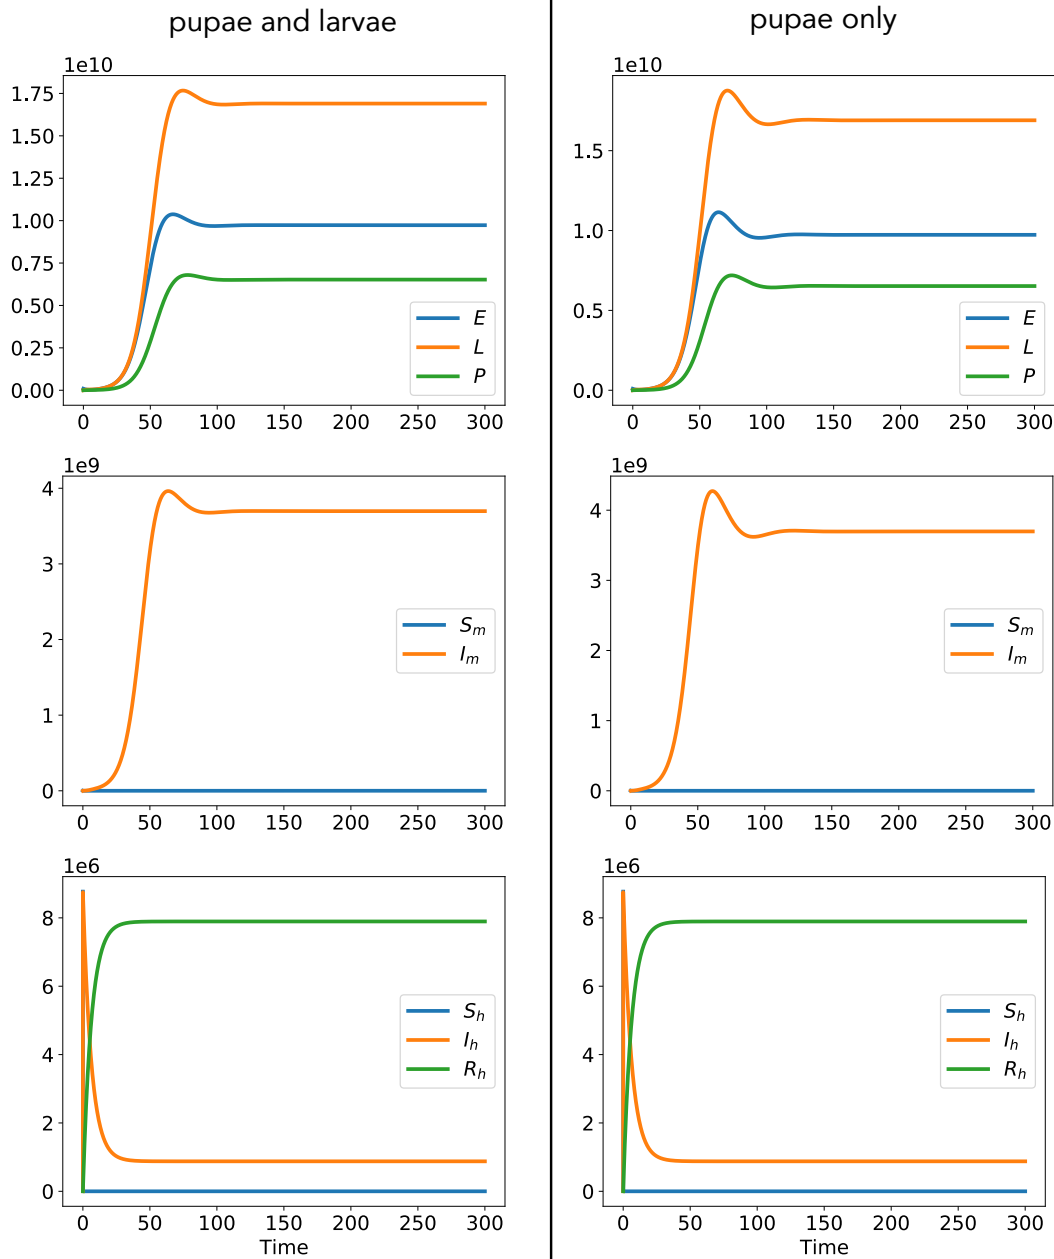 pupae and larvae
1e10
1.75
1.50
1.25
1.00
0.75
0.50
0.25
0.00
E
L
P
0 50 100 150 200 250 300
1e9
4
3
2
1
0
S_m
I_m
0 50 100 150 200 250 300
1e6
8
6
4
2
0
S_h
I_h
R_h
0 50 100 150 200 250 300
Time
pupae only
1e10
1.5
1.0
0.5
0.0
E
L
P
0 50 100 150 200 250 300
1e9
4
3
2
1
0
S_m
I_m
0 50 100 150 200 250 300
1e6
8
6
4
2
0
S_h
I_h
R_h
0 50 100 150 200 250 300
Time